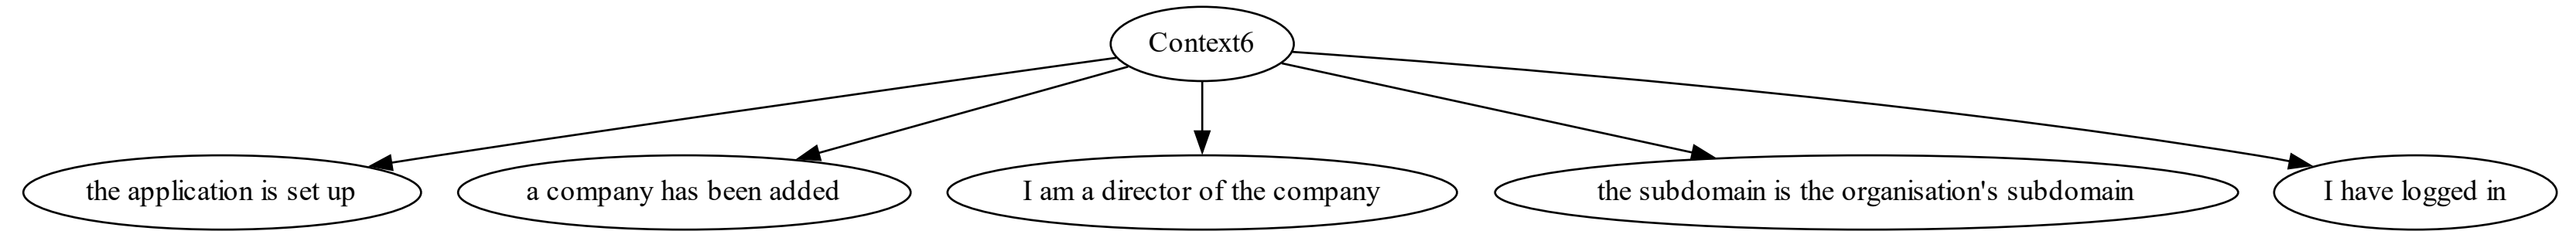 Context6
the application is set up
a company has been added
I am a director of the company
the subdomain is the organisation's subdomain
I have logged in